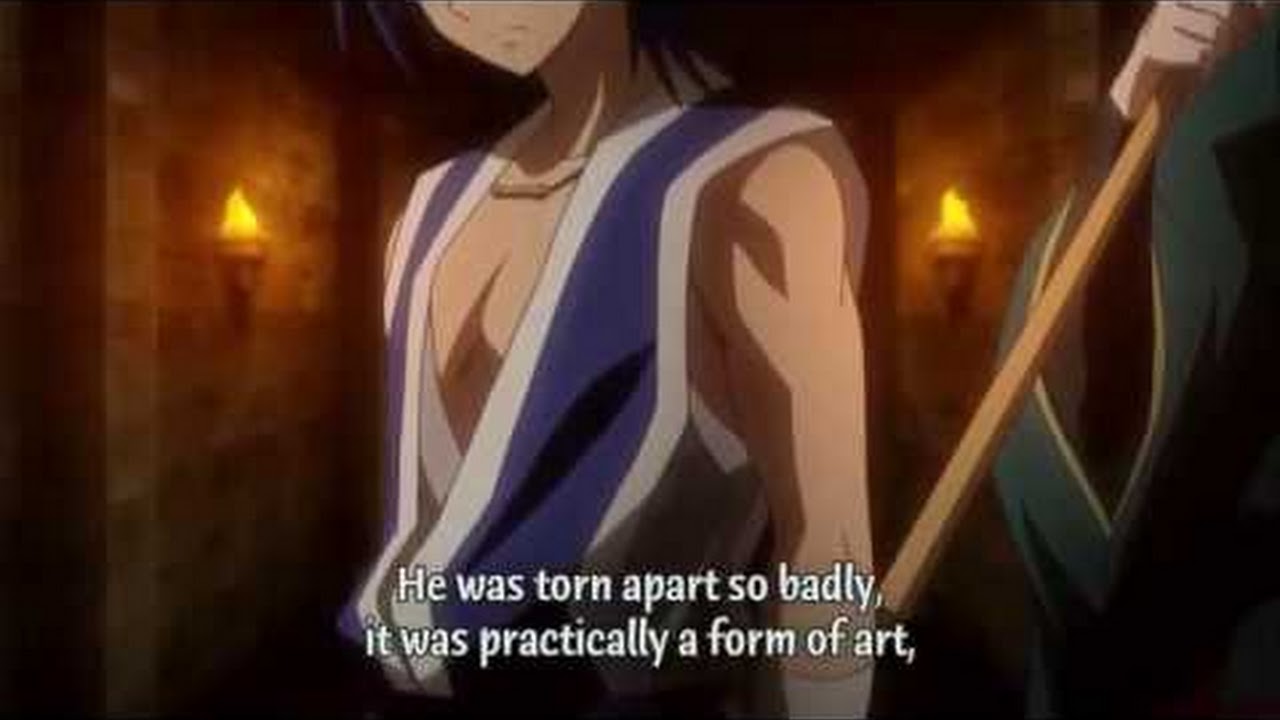 He was torn apart so badly,
it was practically a form of art,